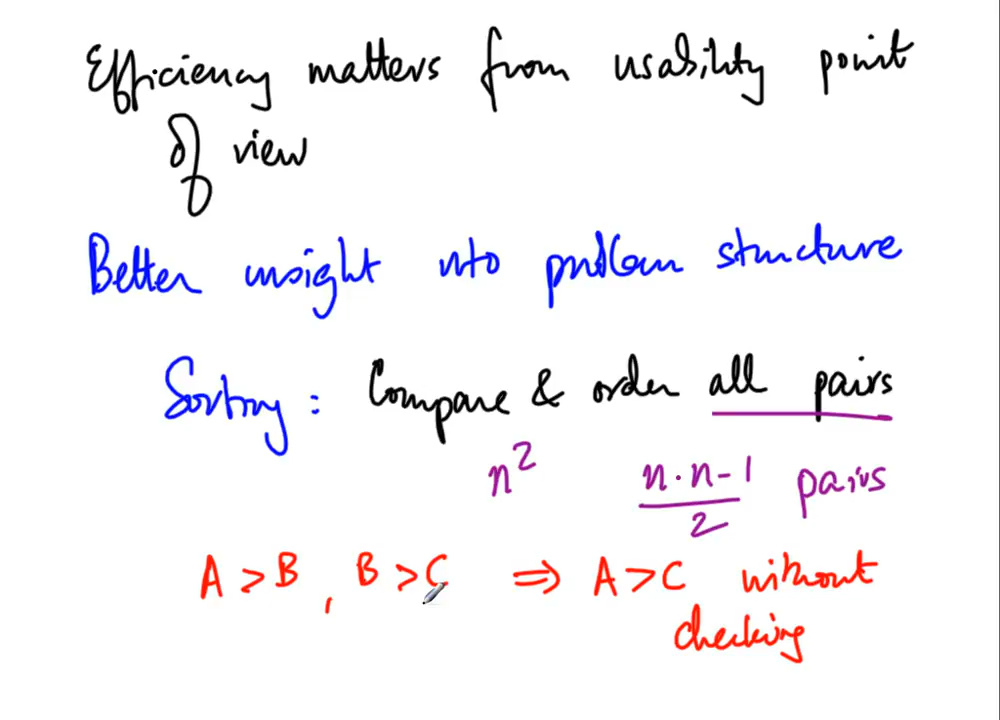 Efficiency matters from usability point
of view
Better insight into problem structure
Sorting : Compare & order all pairs
n² n·n-1/2 pairs
A > B , B > C ⇒ A > C without
checking